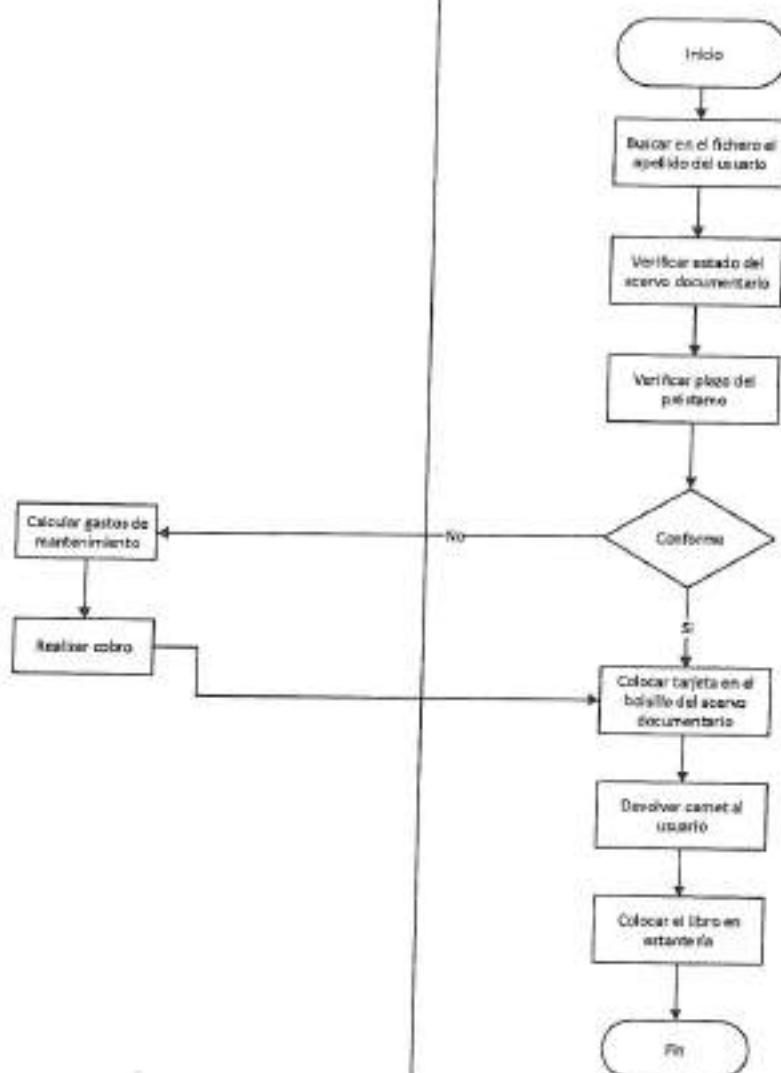 Inicio
Buscar en el fichero el
apellido del usuario
Verificar estado del
acervo documentario
Verificar plazo del
préstamo
Conforme
No
Calcular gastos de
mantenimiento
Realizar cobro
Si
Colocar tarjeta en el
bolsillo del acervo
documentario
Devolver carnet al
usuario
Colocar el libro en
estantería
Fin